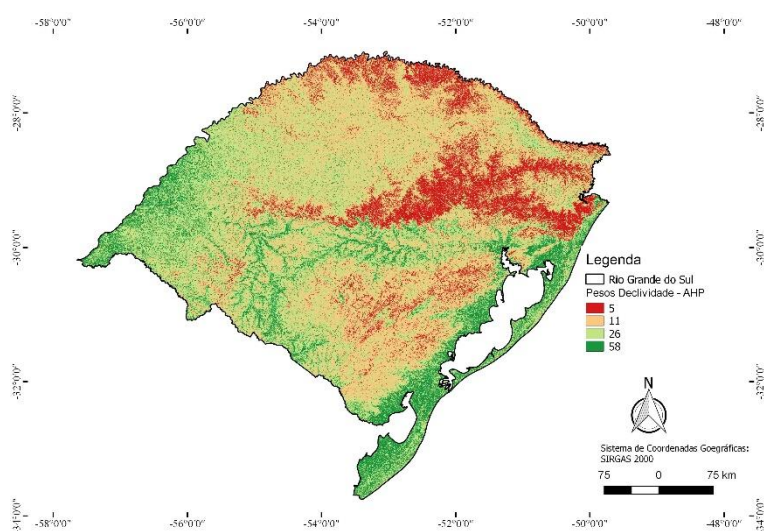 -58°0'0" -56°0'0" -54°0'0" -52°0'0" -50°0'0" -48°0'0"
-28°0'0"
-28°0'0"
-30°0'0"
-30°0'0"
Legenda
Rio Grande do Sul
Pesos Declividade - AHP
5
11
26
58
-32°0'0"
-32°0'0"
N
Sistema de Coordenadas Goegráficas:
SIRGAS 2000
75 0 75 km
-34°0'0"
-34°0'0"
-58°0'0" -56°0'0" -54°0'0" -52°0'0" -50°0'0" -48°0'0"